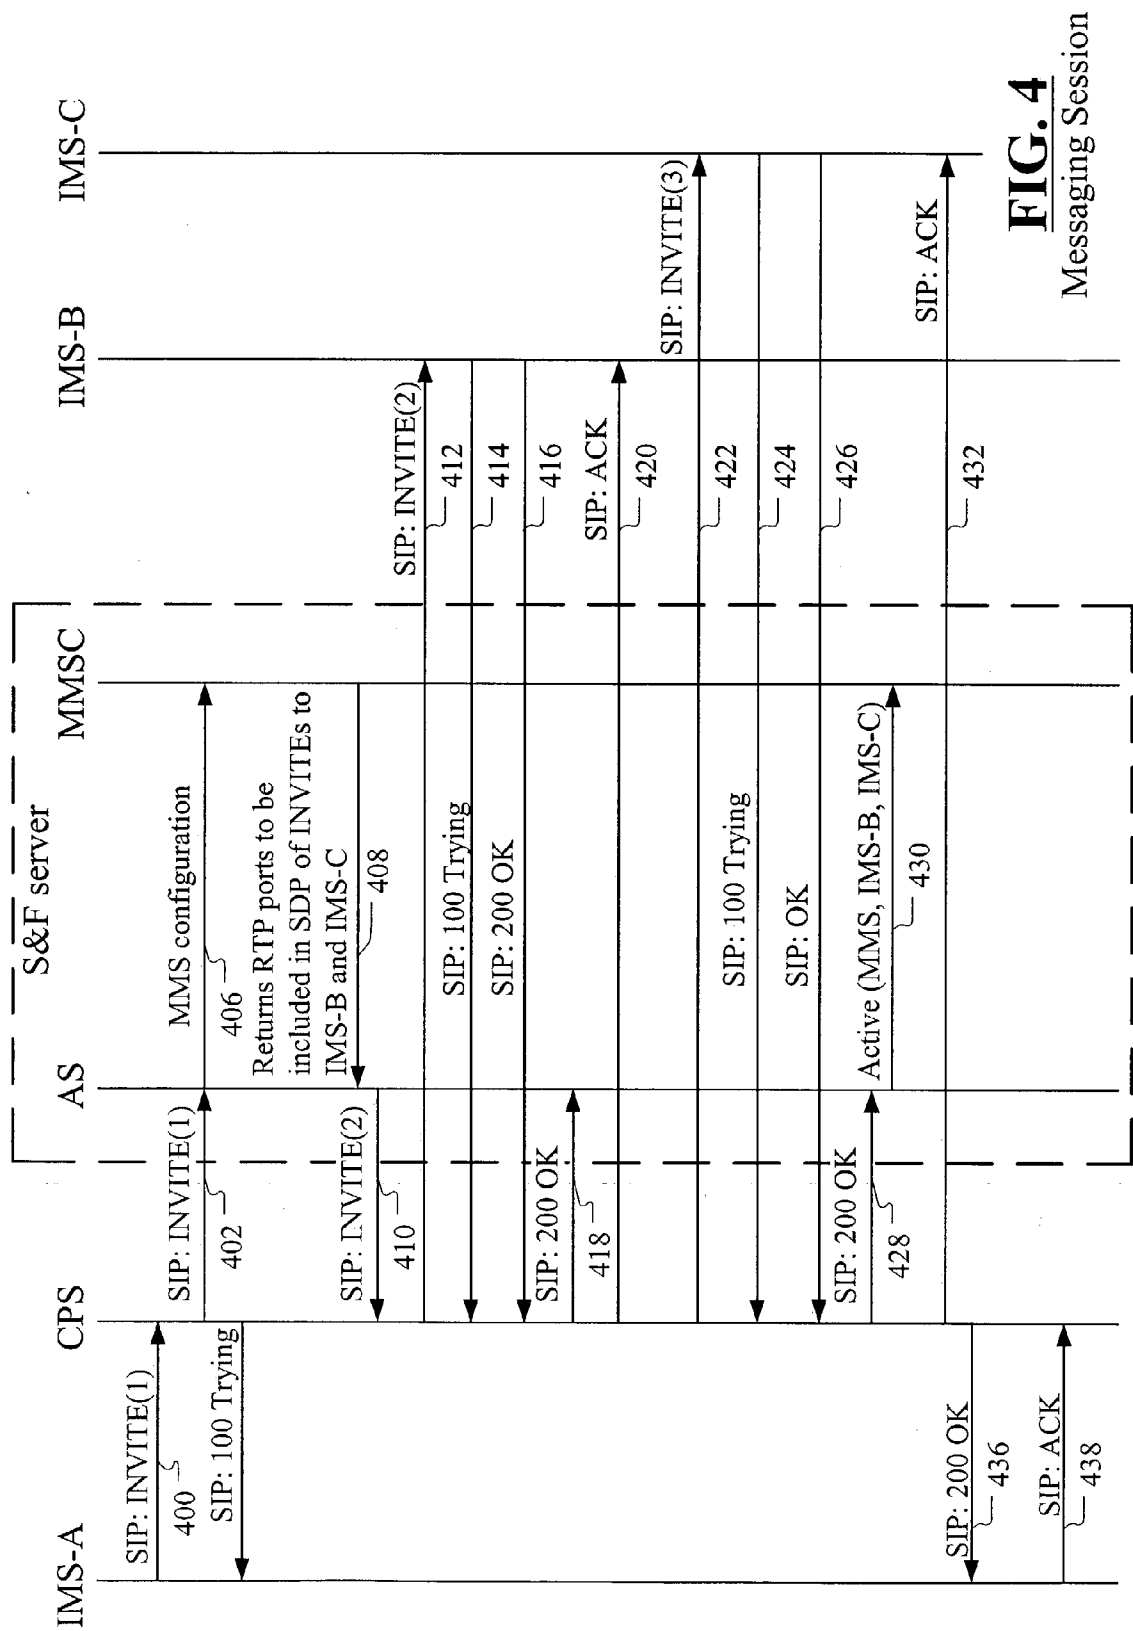 S&F server
IMS-A
CPS
AS
MMSC
IMS-B
IMS-C
SIP: INVITE(1)
400
SIP: INVITE(1)
402
MMS configuration
406
SIP: 100 Trying
Returns RTP ports to be
included in SDP of INVITEs to
IMS-B and IMS-C
408
SIP: INVITE(2)
410
SIP: INVITE(2)
412
SIP: 100 Trying
414
SIP: 200 OK
416
SIP: 200 OK
418
SIP: ACK
420
SIP: INVITE(3)
422
SIP: 100 Trying
424
SIP: OK
426
SIP: 200 OK
428
Active (MMS, IMS-B, IMS-C)
430
SIP: ACK
432
SIP: 200 OK
436
SIP: ACK
438
FIG. 4
Messaging Session